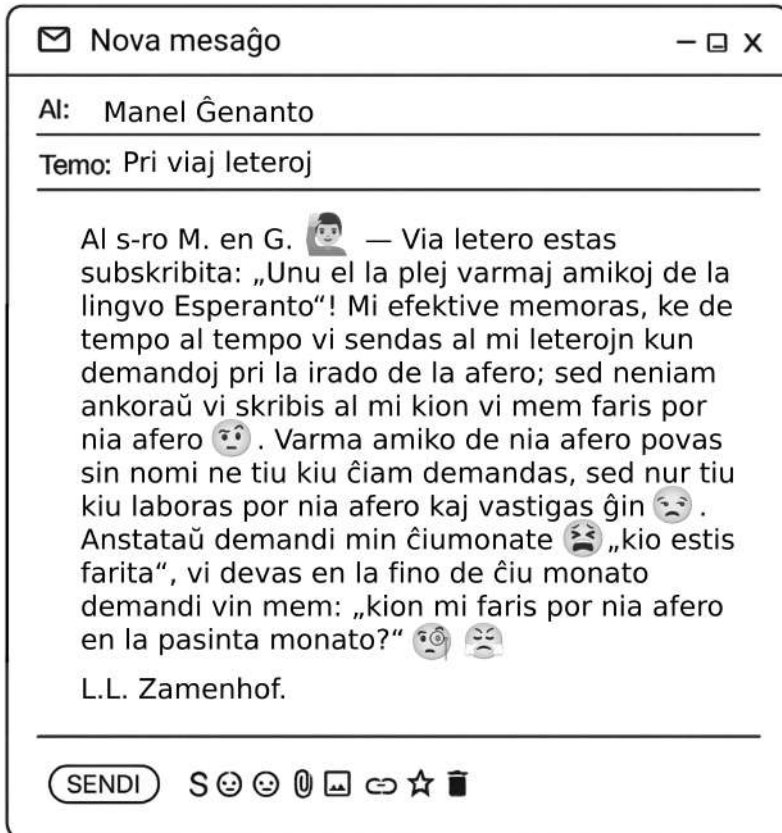 Nova mesaĝo
Al: Manel Ĝenanto
Temo: Pri viaj leteroj
Al s-ro M. en G. 🙋‍♂️ — Via letero estas
subskribita: „Unu el la plej varmaj amikoj de la
lingvo Esperanto“! Mi efektive memoras, ke de
tempo al tempo vi sendas al mi leterojn kun
demandoj pri la irado de la afero; sed neniam
ankoraŭ vi skribis al mi kion vi mem faris por
nia afero 🤨 . Varma amiko de nia afero povas
sin nomi ne tiu kiu ĉiam demandas, sed nur tiu
kiu laboras por nia afero kaj vastigas ĝin 😒 .
Anstataŭ demandi min ĉiumonate 😫 „kio estis
farita“, vi devas en la fino de ĉiu monato
demandi vin mem: „kion mi faris por nia afero
en la pasinta monato?“ 🧐 😤
L.L. Zamenhof.
SENDI S